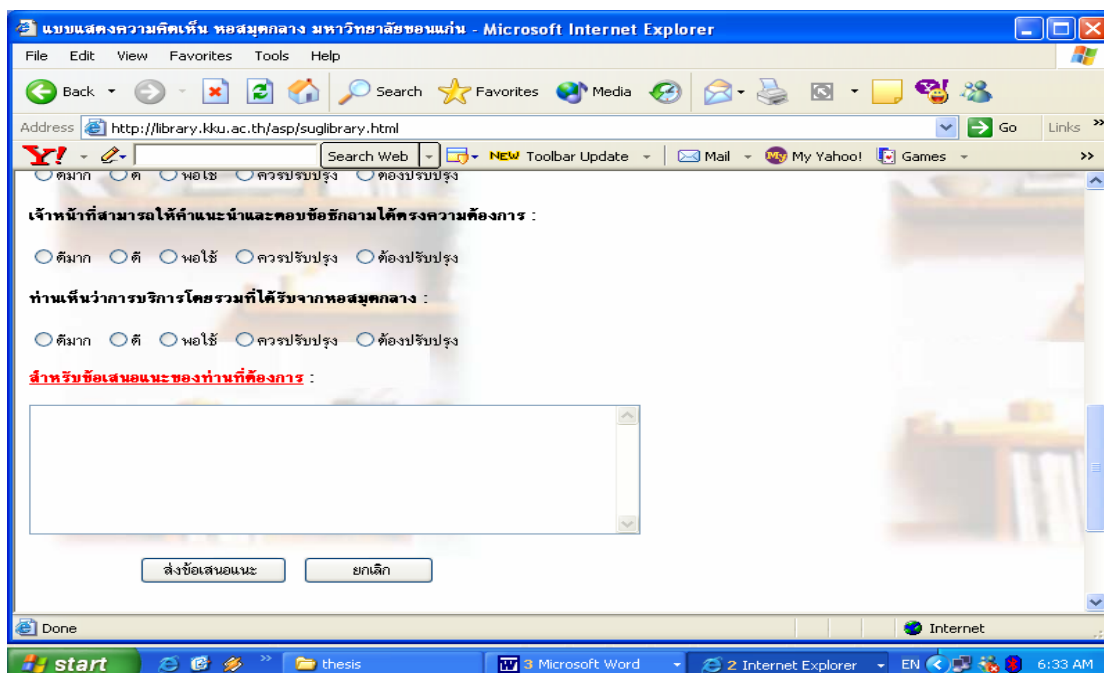 แบบแสดงความคิดเห็น หอสมุดกลาง มหาวิทยาลัยขอนแก่น - Microsoft Internet Explorer
File Edit View Favorites Tools Help
Back Search Favorites Media
Address http://library.kku.ac.th/asp/suglibrary.html Go Links »
Y! Search Web NEW Toolbar Update Mail My Yahoo! Games »
ดีมาก ดี พอใช้ ควรปรับปรุง ต้องปรับปรุง
เจ้าหน้าที่สามารถให้คำแนะนำและตอบข้อซักถามได้ตรงความต้องการ :
ดีมาก ดี พอใช้ ควรปรับปรุง ต้องปรับปรุง
ท่านเห็นว่าการบริการโดยรวมที่ได้รับจากหอสมุดกลาง :
ดีมาก ดี พอใช้ ควรปรับปรุง ต้องปรับปรุง
สำหรับข้อเสนอแนะของท่านที่ต้องการ :
ส่งข้อเสนอแนะ ยกเลิก
Done Internet
start » thesis 3 Microsoft Word 2 Internet Explorer EN 6:33 AM